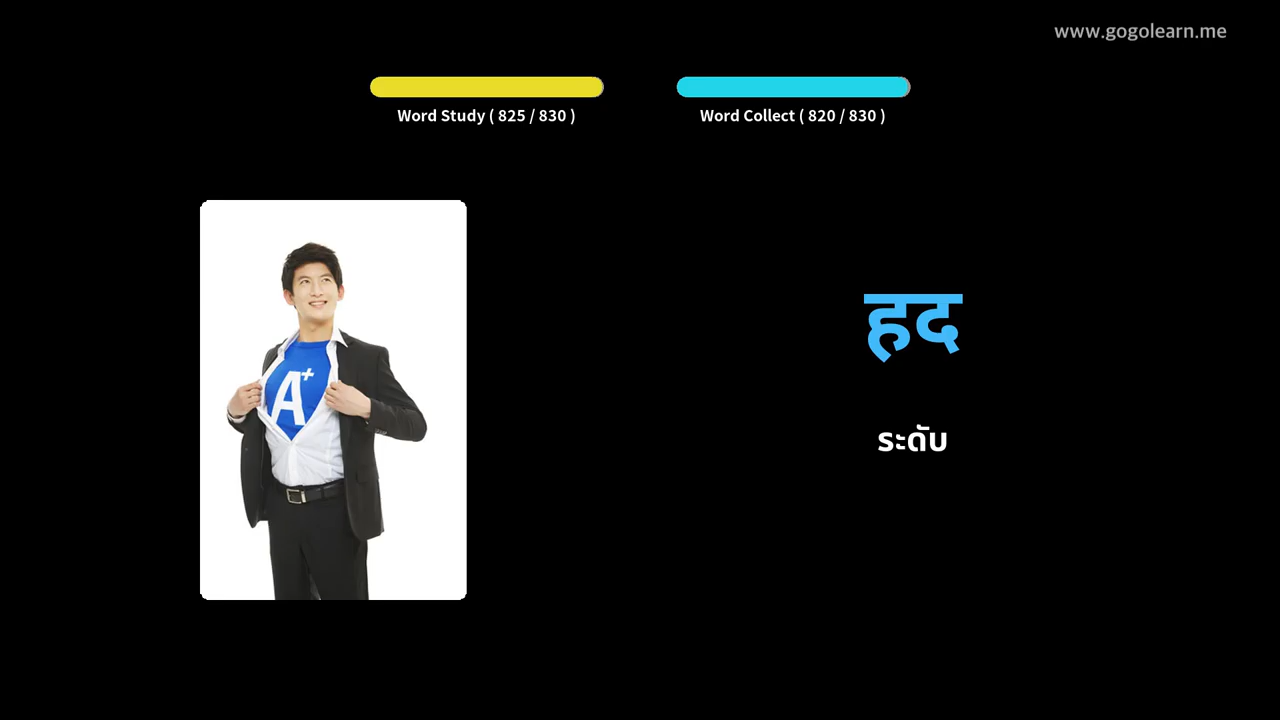 www.gogolearn.me
Word Study ( 825 / 830 )
Word Collect ( 820 / 830 )
A+
हद
ระดับ